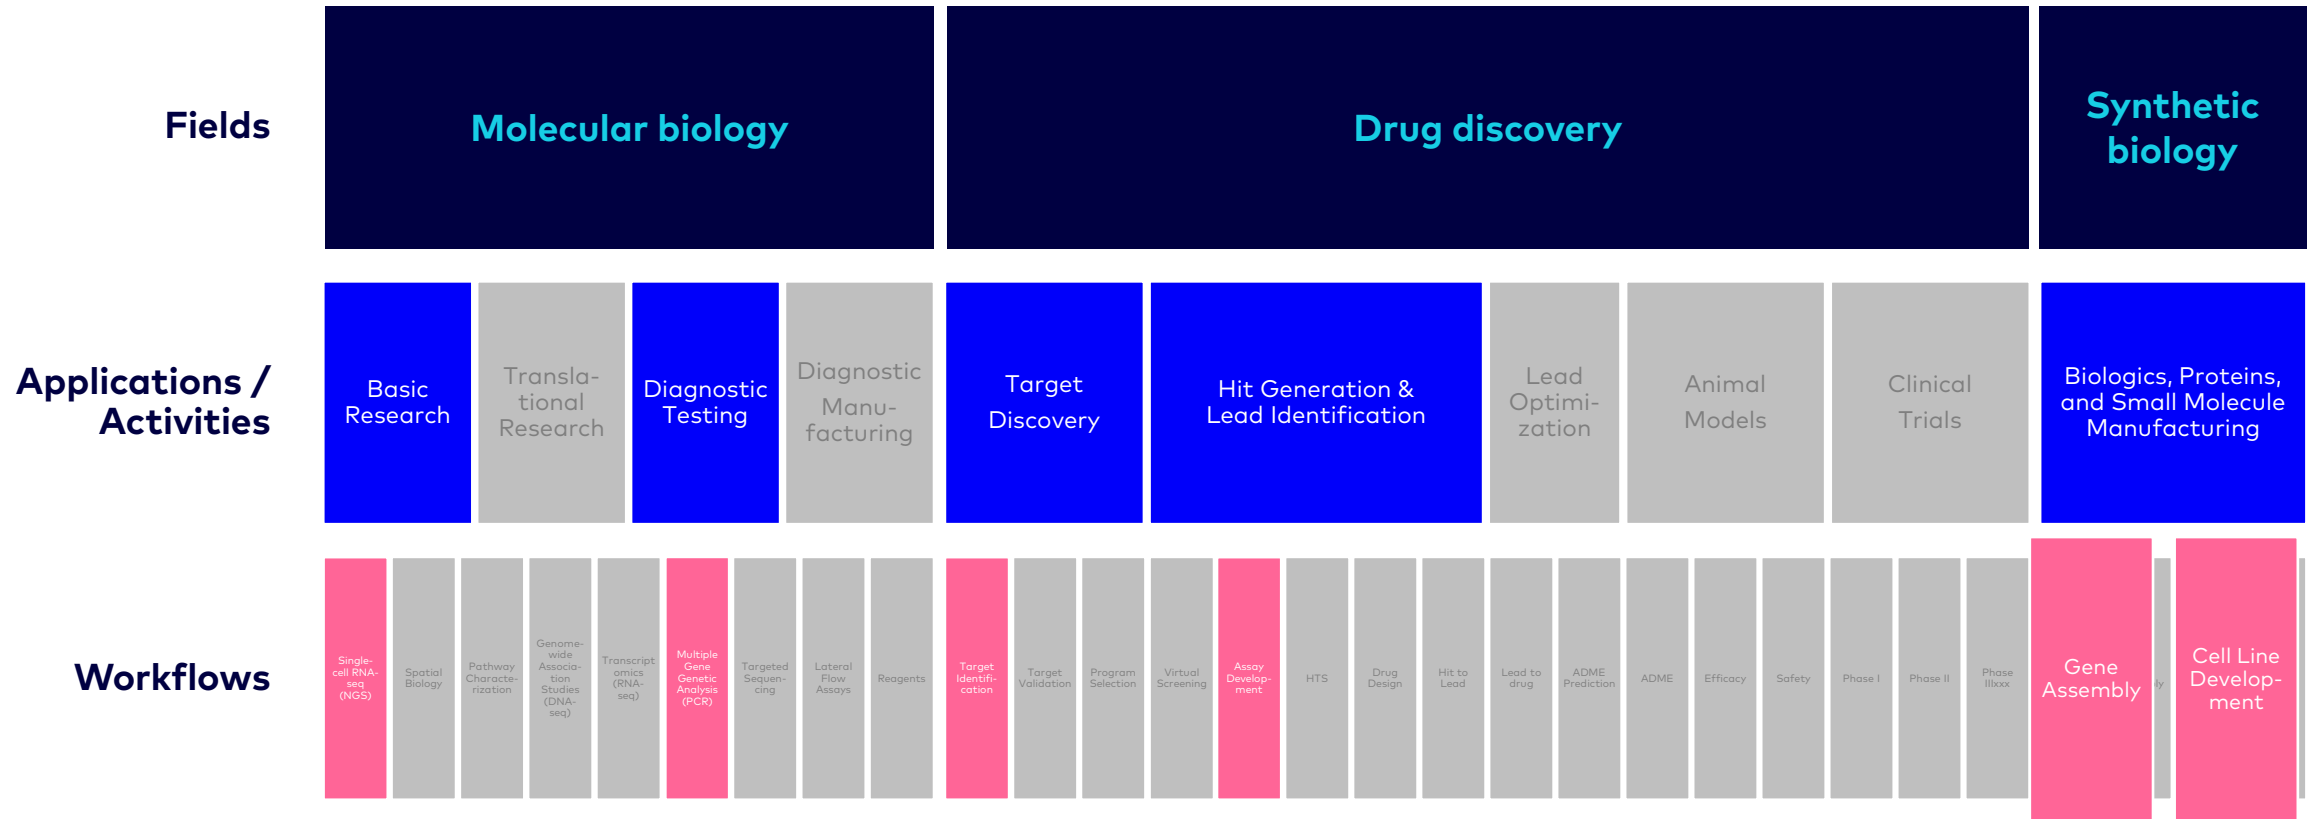 Fields
Molecular biology
Drug discovery
Synthetic
biology
Applications /
Activities
Basic
Research
Transla-
tional
Research
Diagnostic
Testing
Diagnostic
Manu-
facturing
Target
Discovery
Hit Generation &
Lead Identification
Lead
Optimi-
zation
Animal
Models
Clinical
Trials
Biologics, Proteins,
and Small Molecule
Manufacturing
Workflows
Single-
cell RNA-
seq
(NGS)
Spatial
Biology
Pathway
Characte-
rization
Genome-
wide
Associa-
tion
Studies
(DNA-
seq)
Transcript
omics
(RNA-
seq)
Multiple
Gene
Genetic
Analysis
(PCR)
Targeted
Sequen-
cing
Lateral
Flow
Assays
Reagents
Target
Identifi-
cation
Target
Validation
Program
Selection
Virtual
Screening
Assay
Develop-
ment
HTS
Drug
Design
Hit to
Lead
Lead to
drug
ADME
Prediction
ADME
Efficacy
Safety
Phase I
Phase II
Phase
IIIxxx
Gene
Assembly
ly
Cell Line
Develop-
ment